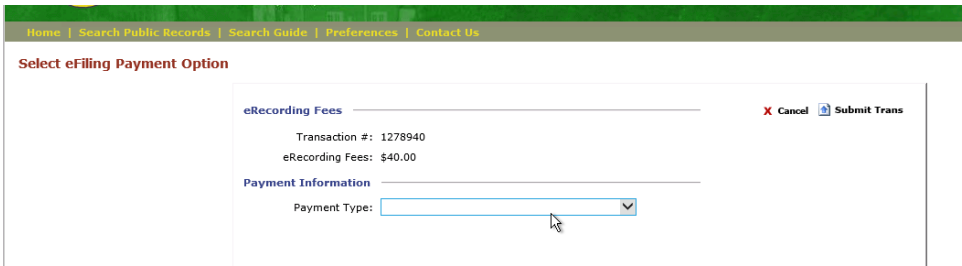 Home | Search Public Records | Search Guide | Preferences | Contact Us
Select eFiling Payment Option
eRecording Fees
X Cancel Submit Trans
Transaction #: 1278940
eRecording Fees: $40.00
Payment Information
Payment Type: